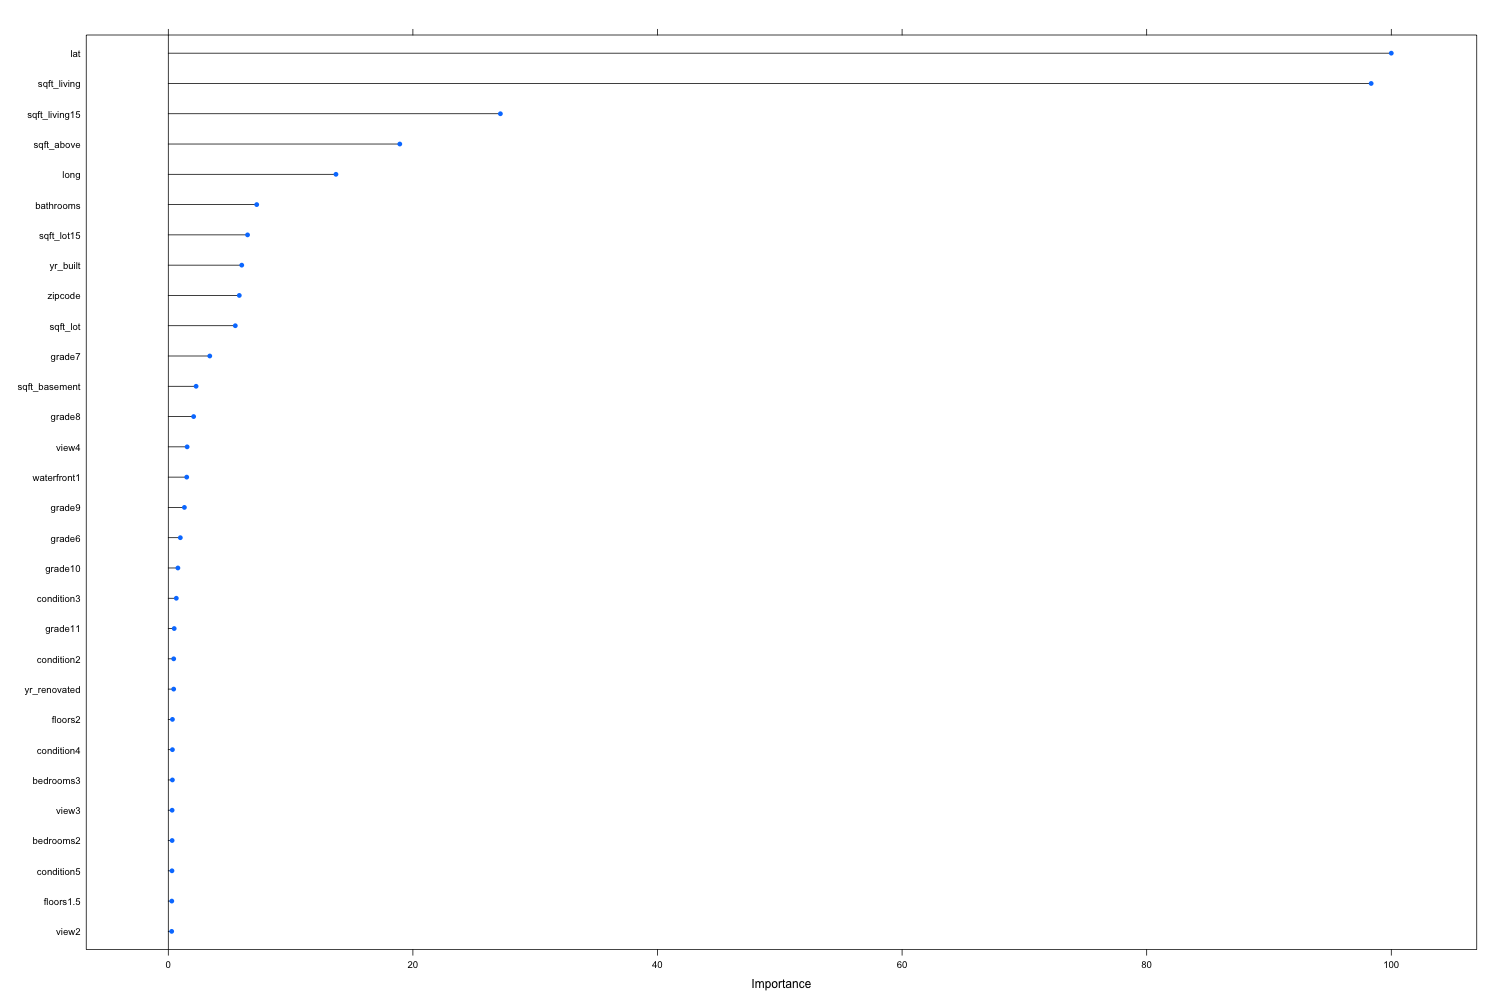 lat
sqft_living
sqft_living15
sqft_above
long
bathrooms
sqft_lot15
yr_built
zipcode
sqft_lot
grade7
sqft_basement
grade8
view4
waterfront1
grade9
grade6
grade10
condition3
grade11
condition2
yr_renovated
floors2
condition4
bedrooms3
view3
bedrooms2
condition5
floors1.5
view2
0 20 40 60 80 100
Importance